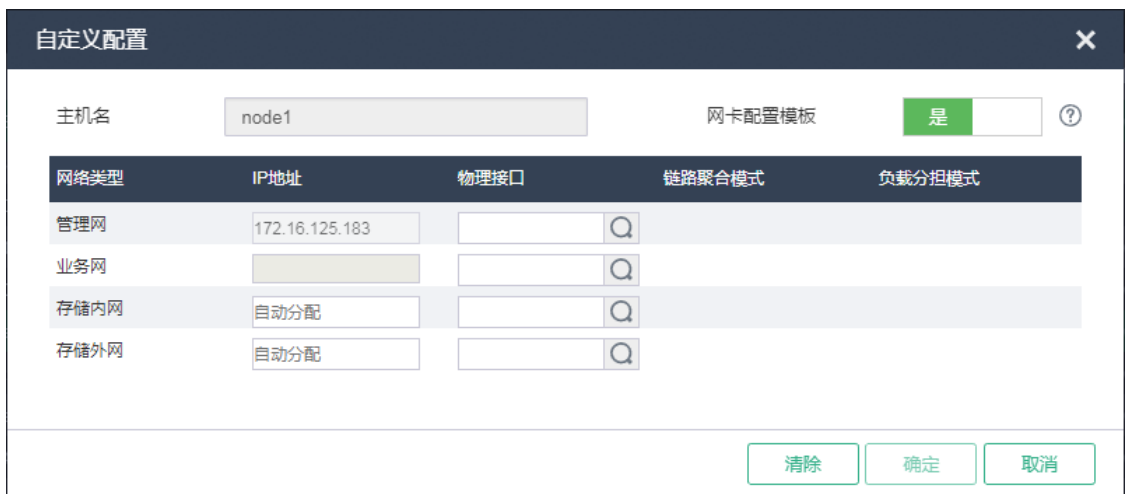 自定义配置
主机名 node1 网卡配置模板 是
网络类型 IP地址 物理接口 链路聚合模式 负载分担模式
管理网 172.16.125.183
业务网
存储内网 自动分配
存储外网 自动分配
清除 确定 取消